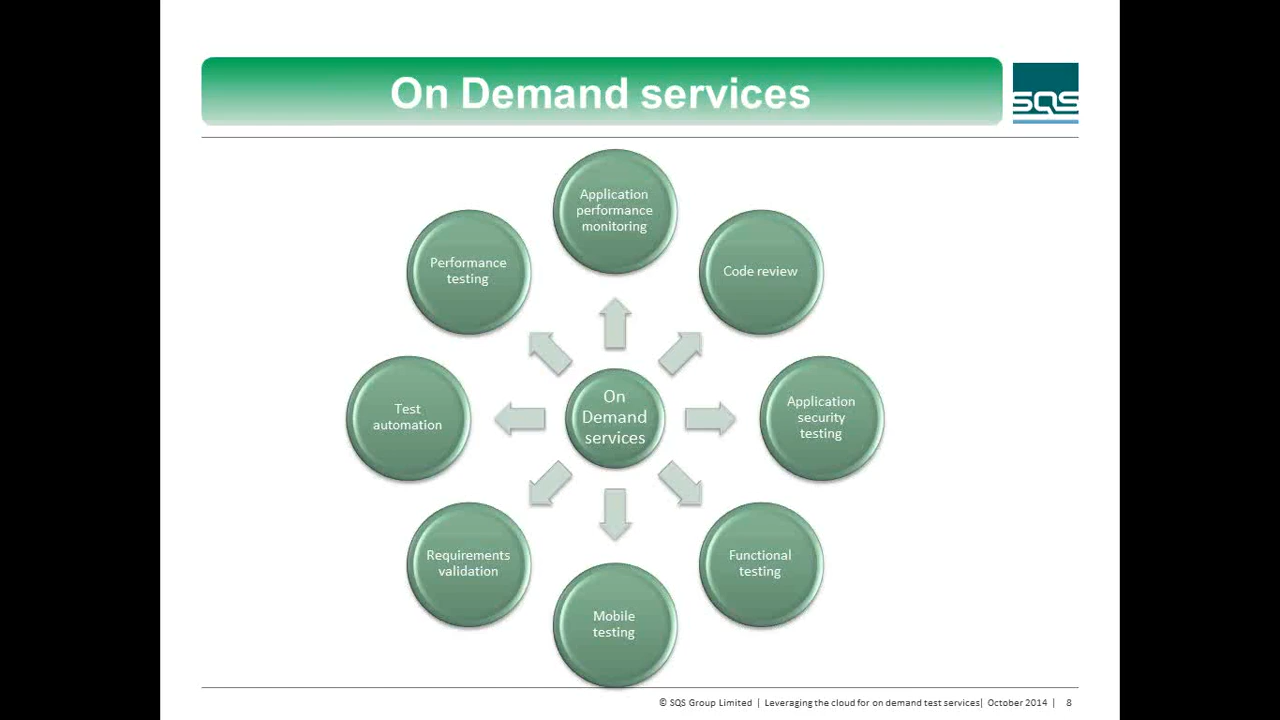 On Demand services
SQS
Application
performance
monitoring
Code review
Application
security
testing
Functional
testing
Mobile
testing
Requirements
validation
Test
automation
Performance
testing
On
Demand
services
© SQS Group Limited | Leveraging the cloud for on demand test services| October 2014 | 8